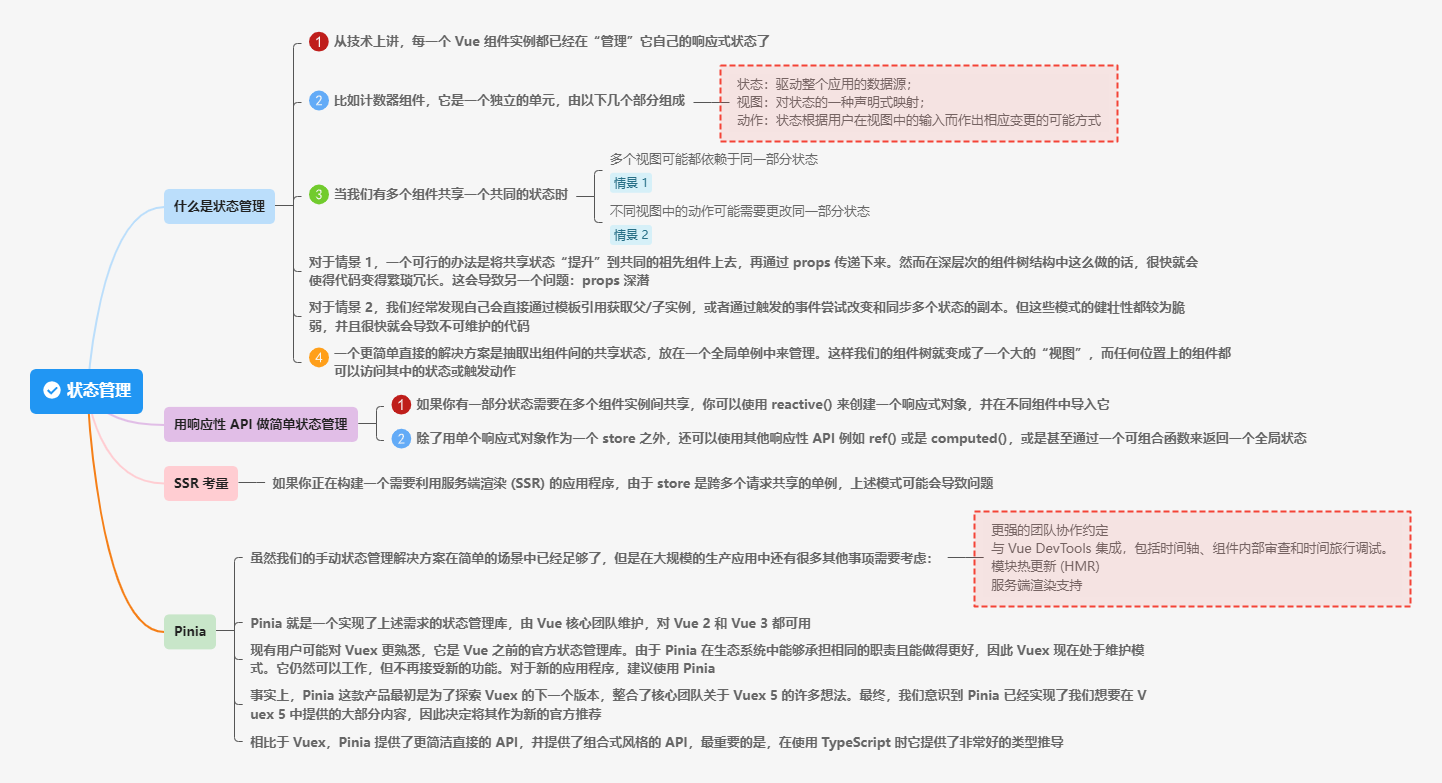 状态管理
什么是状态管理
1 从技术上讲，每一个 Vue 组件实例都已经在“管理”它自己的响应式状态了
2 比如计数器组件，它是一个独立的单元，由以下几个部分组成
状态：驱动整个应用的数据源；
视图：对状态的一种声明式映射；
动作：状态根据用户在视图中的输入而作出相应变更的可能方式
3 当我们有多个组件共享一个共同的状态时
多个视图可能都依赖于同一部分状态
情景 1
不同视图中的动作可能需要更改同一部分状态
情景 2
对于情景 1，一个可行的办法是将共享状态“提升”到共同的祖先组件上去，再通过 props 传递下来。然而在深层次的组件树结构中这么做的话，很快就会
使得代码变得繁琐冗长。这会导致另一个问题：props 深潜
对于情景 2，我们经常发现自己会直接通过模板引用获取父/子实例，或者通过触发的事件尝试改变和同步多个状态的副本。但这些模式的健壮性都较为脆
弱，并且很快就会导致不可维护的代码
4 一个更简单直接的解决方案是抽取出组件间的共享状态，放在一个全局单例中来管理。这样我们的组件树就变成了一个大的“视图”，而任何位置上的组件都
可以访问其中的状态或触发动作
用响应性 API 做简单状态管理
1 如果你有一部分状态需要在多个组件实例间共享，你可以使用 reactive() 来创建一个响应式对象，并在不同组件中导入它
2 除了用单个响应式对象作为一个 store 之外，还可以使用其他响应性 API 例如 ref() 或是 computed()，或是甚至通过一个可组合函数来返回一个全局状态
SSR 考量
如果你正在构建一个需要利用服务端渲染 (SSR) 的应用程序，由于 store 是跨多个请求共享的单例，上述模式可能会导致问题
Pinia
虽然我们的手动状态管理解决方案在简单的场景中已经足够了，但是在大规模的生产应用中还有很多其他事项需要考虑：
更强的团队协作约定
与 Vue DevTools 集成，包括时间轴、组件内部审查和时间旅行调试。
模块热更新 (HMR)
服务端渲染支持
Pinia 就是一个实现了上述需求的状态管理库，由 Vue 核心团队维护，对 Vue 2 和 Vue 3 都可用
现有用户可能对 Vuex 更熟悉，它是 Vue 之前的官方状态管理库。由于 Pinia 在生态系统中能够承担相同的职责且能做得更好，因此 Vuex 现在处于维护模
式。它仍然可以工作，但不再接受新的功能。对于新的应用程序，建议使用 Pinia
事实上，Pinia 这款产品最初是为了探索 Vuex 的下一个版本，整合了核心团队关于 Vuex 5 的许多想法。最终，我们意识到 Pinia 已经实现了我们想要在 V
uex 5 中提供的大部分内容，因此决定将其作为新的官方推荐
相比于 Vuex，Pinia 提供了更简洁直接的 API，并提供了组合式风格的 API，最重要的是，在使用 TypeScript 时它提供了非常好的类型推导